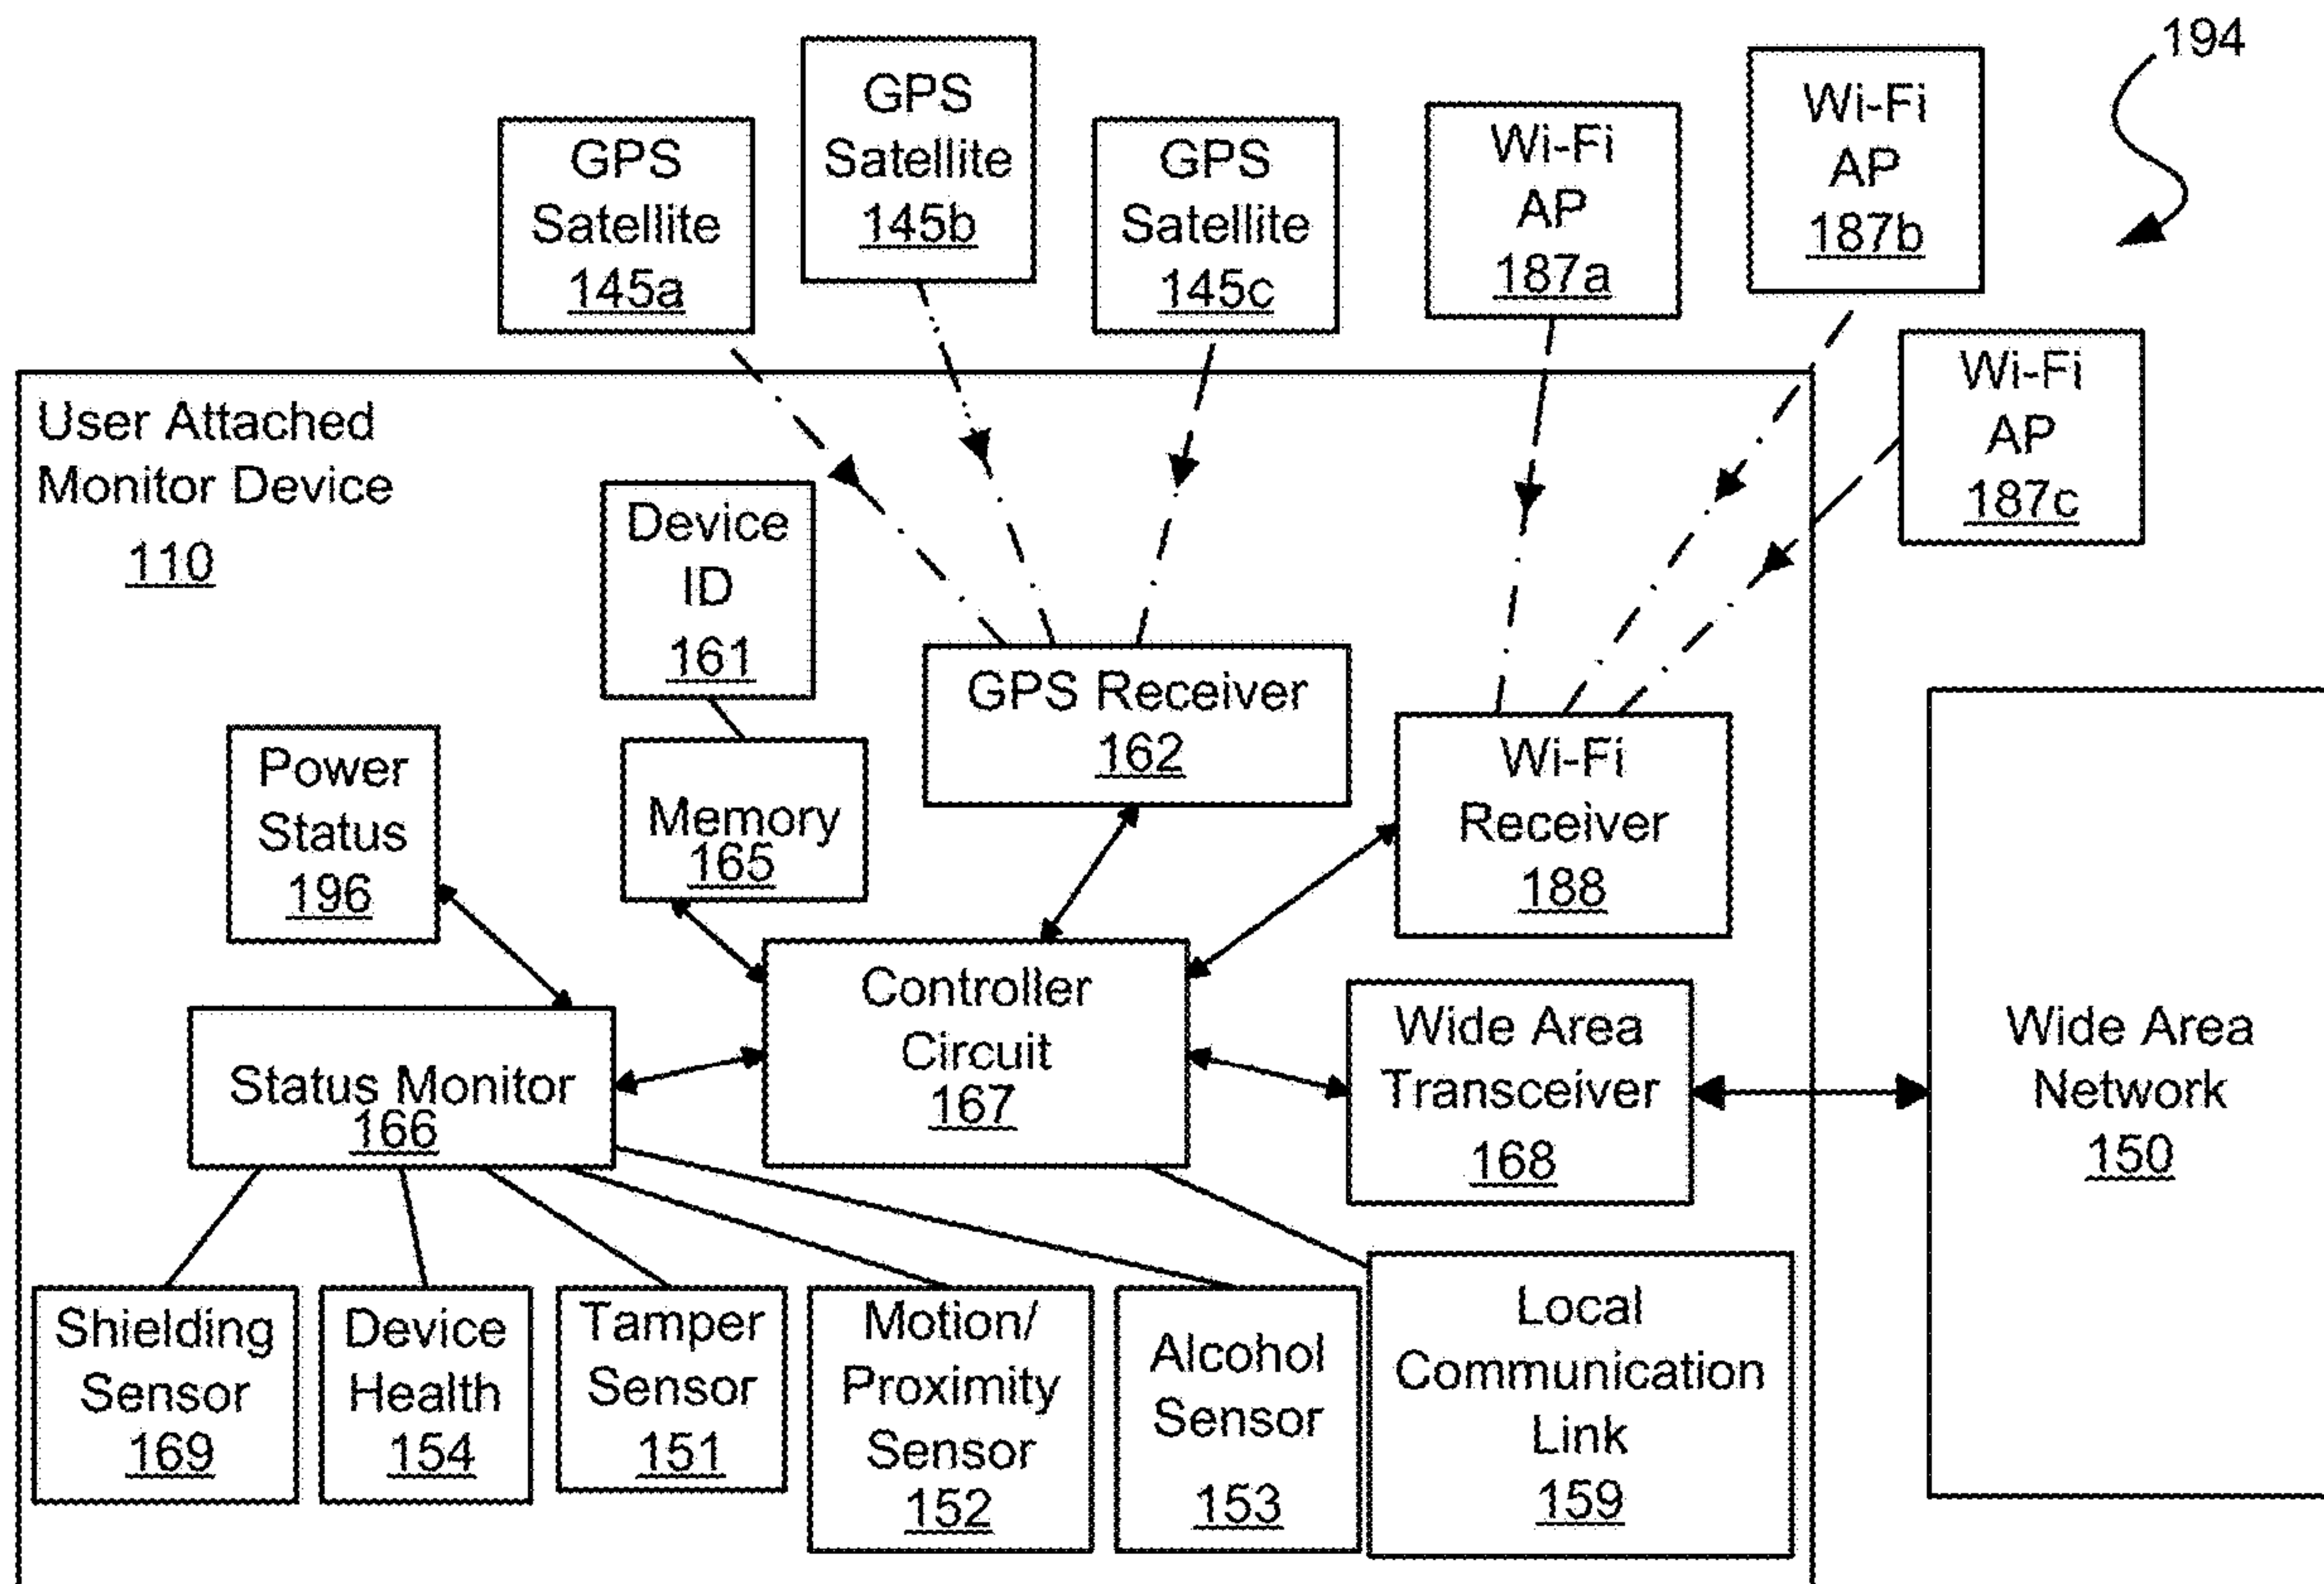 194
GPS
Satellite
145a
GPS
Satellite
145b
GPS
Satellite
145c
Wi-Fi
AP
187a
Wi-Fi
AP
187b
Wi-Fi
AP
187c
User Attached
Monitor Device
110
Device
ID
161
GPS Receiver
162
Wi-Fi
Receiver
188
Power
Status
196
Memory
165
Controller
Circuit
167
Wide Area
Transceiver
168
Wide Area
Network
150
Status Monitor
166
Shielding
Sensor
169
Device
Health
154
Tamper
Sensor
151
Motion/
Proximity
Sensor
152
Alcohol
Sensor
153
Local
Communication
Link
159